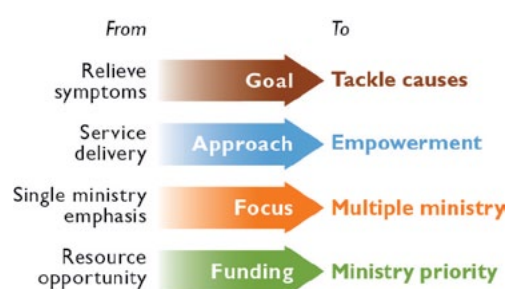 From To
Relieve symptoms Goal Tackle causes
Service delivery Approach Empowerment
Single ministry emphasis Focus Multiple ministry
Resource opportunity Funding Ministry priority